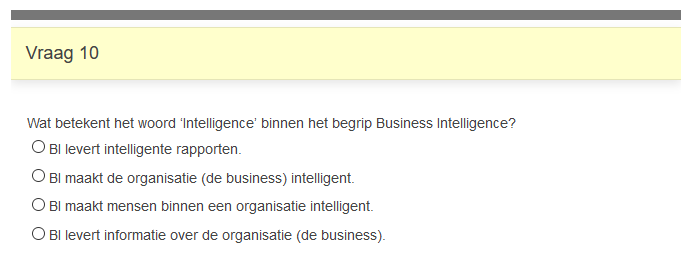 Vraag 10
Wat betekent het woord 'Intelligence' binnen het begrip Business Intelligence?
BI levert intelligente rapporten.
BI maakt de organisatie (de business) intelligent.
BI maakt mensen binnen een organisatie intelligent.
BI levert informatie over de organisatie (de business).